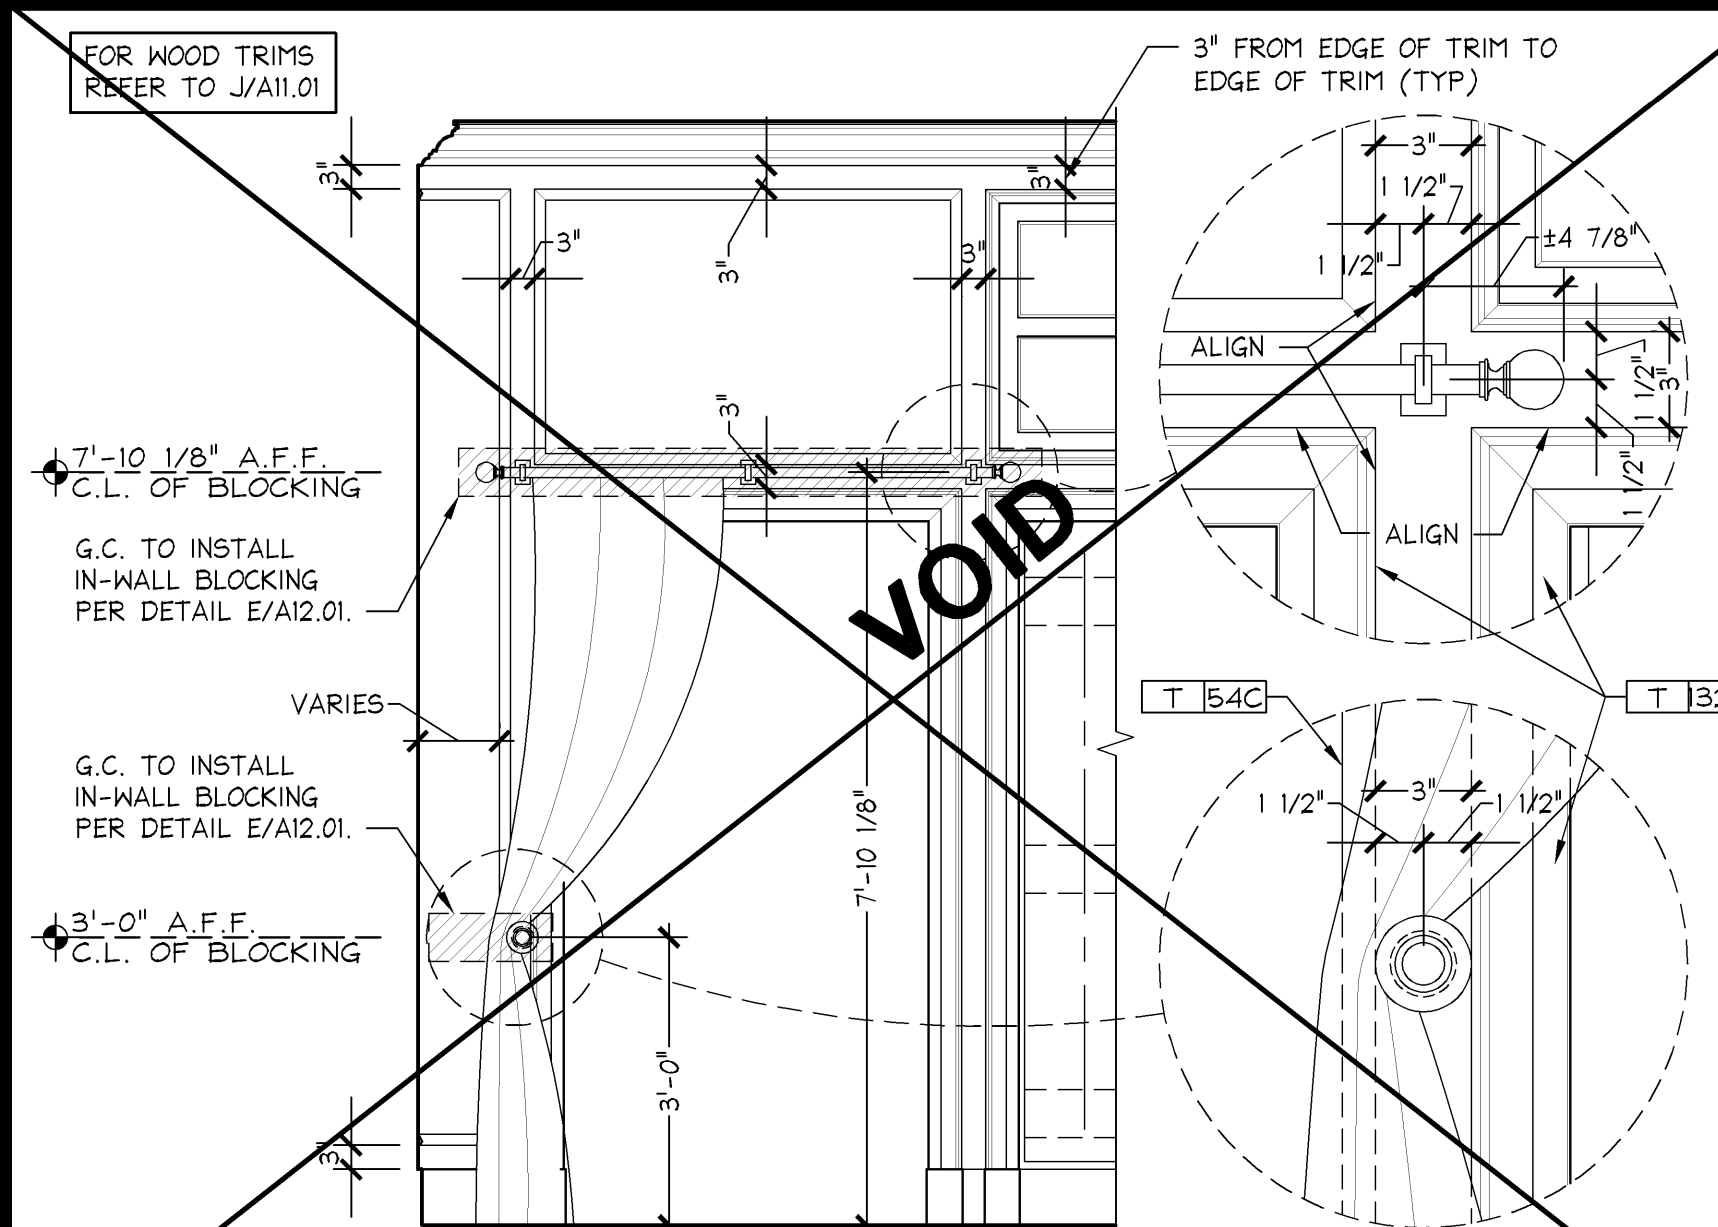 FOR WOOD TRIMS
REFER TO J/A11.01
3" FROM EDGE OF TRIM TO
EDGE OF TRIM (TYP)
3"
3"
3"
3"
3"
3"
3"
1 1/2"
1 1/2"
±4 7/8"
ALIGN
1 1/2"
3"
1 1/2"
ALIGN
3"
7'-10 1/8" A.F.F.
C.L. OF BLOCKING
G.C. TO INSTALL
IN-WALL BLOCKING
PER DETAIL E/A12.01.
VOID
VARIES
T 54C
T
G.C. TO INSTALL
IN-WALL BLOCKING
PER DETAIL E/A12.01.
7'-10 1/8"
1 1/2"
3"
1 1/2"
3'-0" A.F.F.
C.L. OF BLOCKING
3'-0"
3"